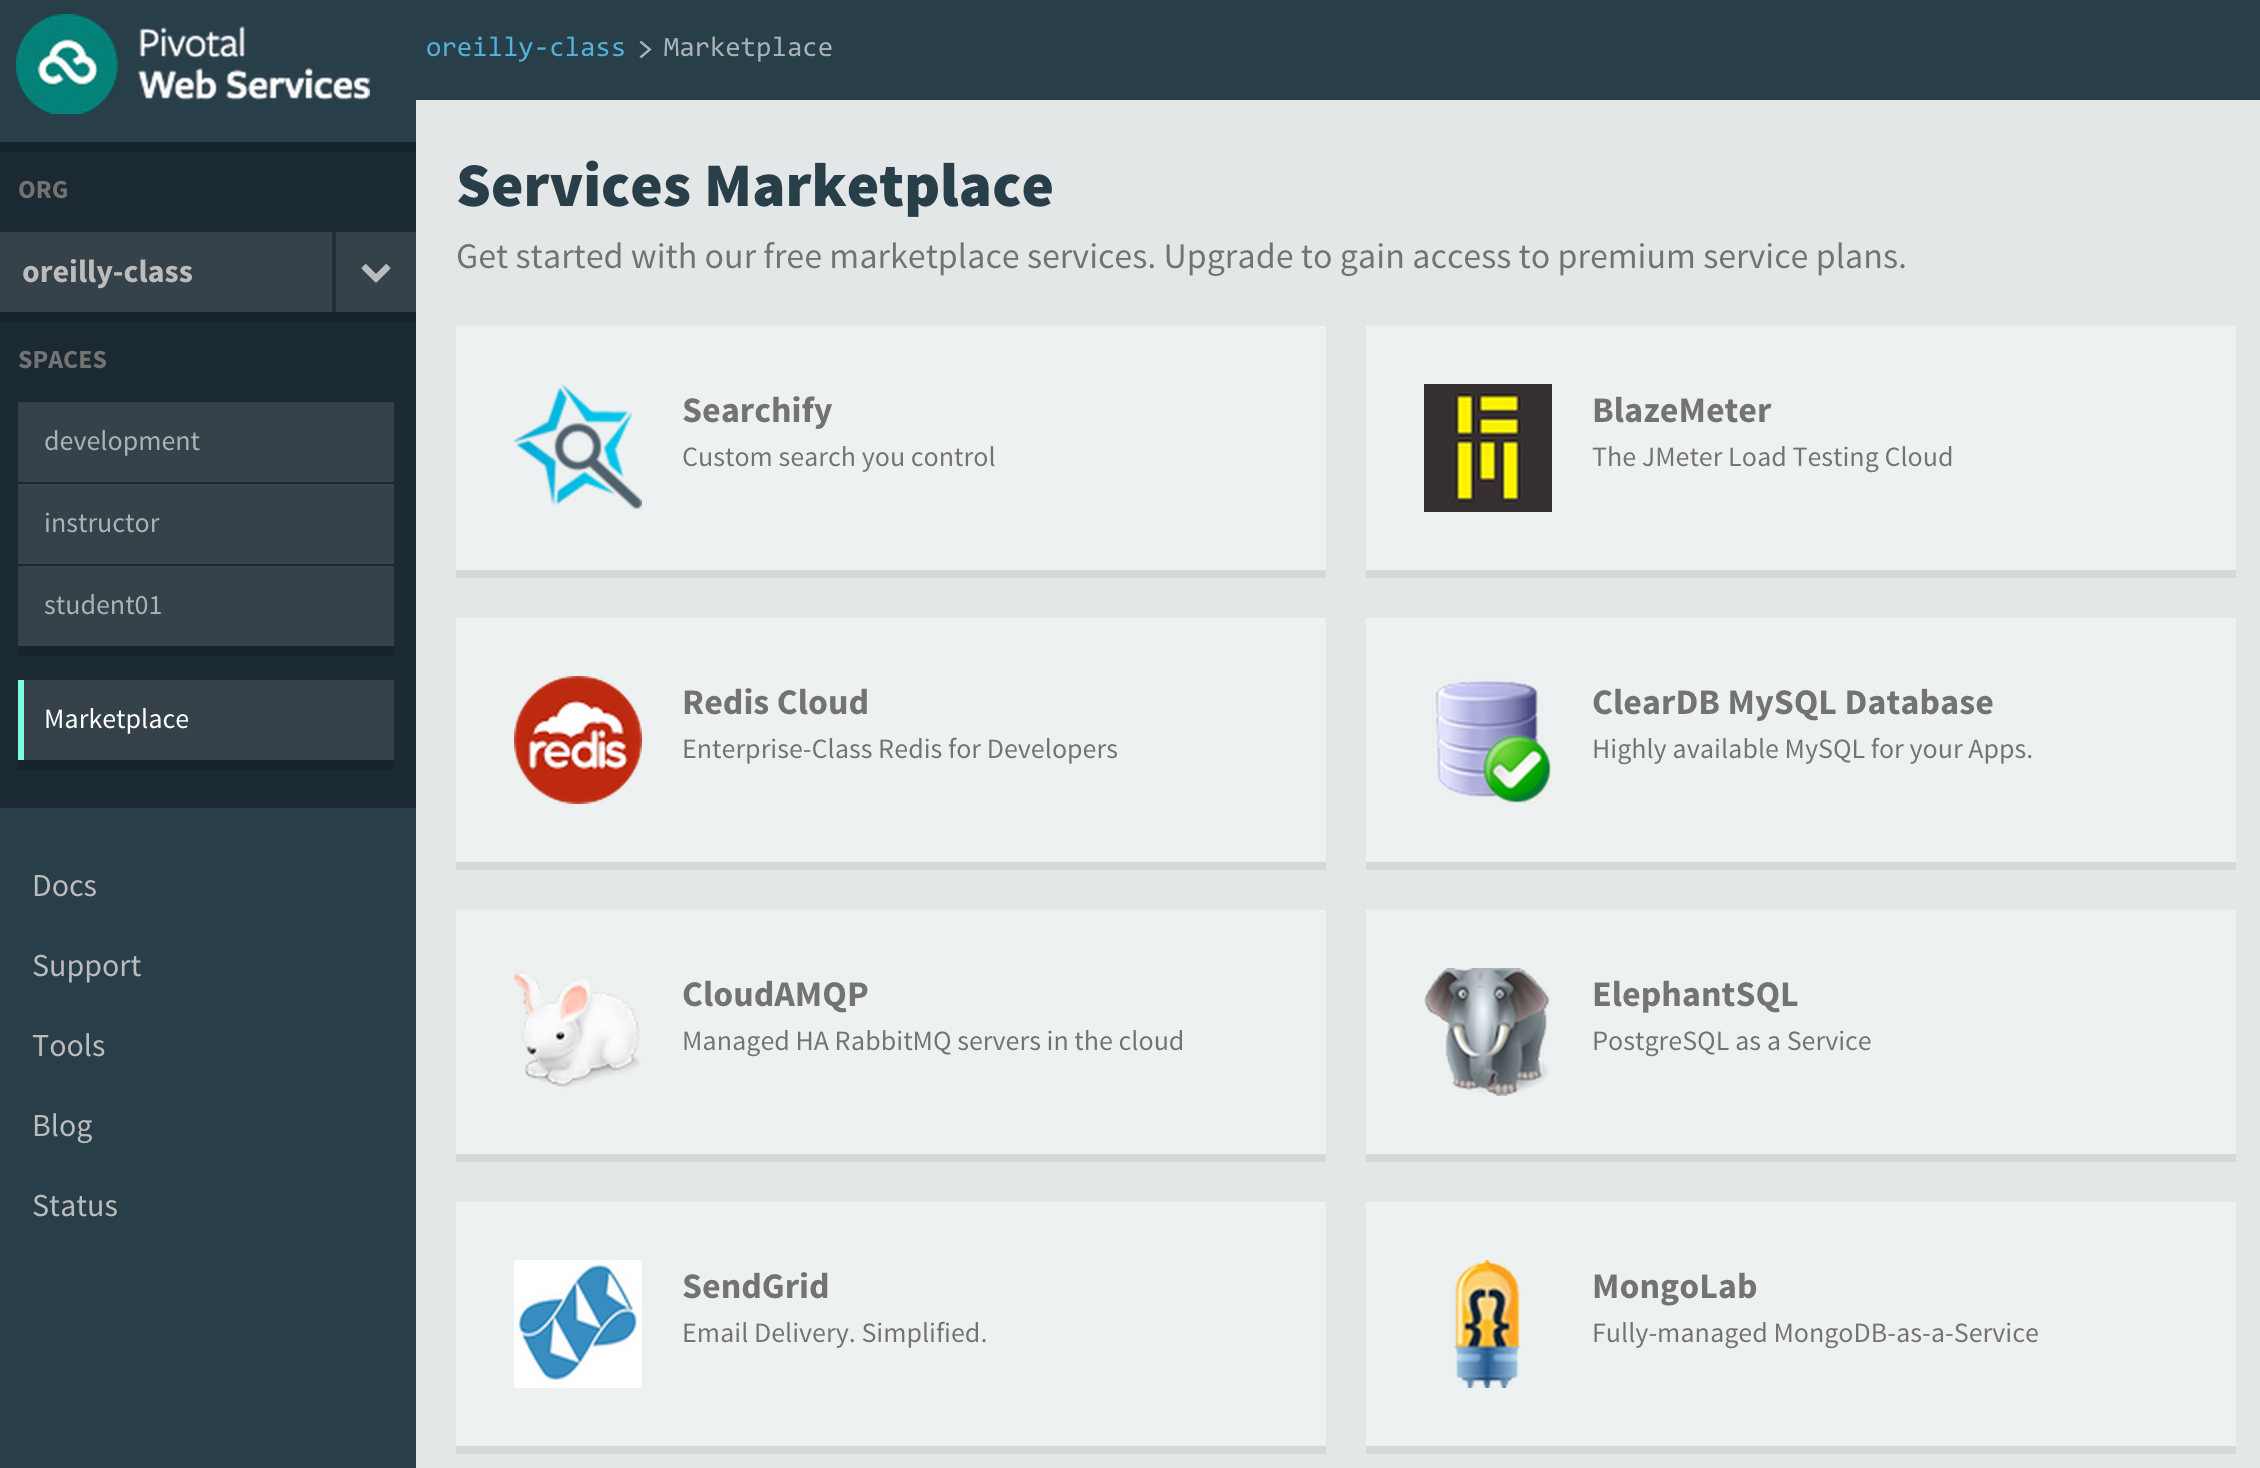 Pivotal
Web Services
oreilly-class > Marketplace
ORG
oreilly-class
SPACES
development
instructor
student01
Marketplace
Docs
Support
Tools
Blog
Status
Services Marketplace
Get started with our free marketplace services. Upgrade to gain access to premium service plans.
Searchify
Custom search you control
BlazeMeter
The JMeter Load Testing Cloud
redis
Redis Cloud
Enterprise-Class Redis for Developers
ClearDB MySQL Database
Highly available MySQL for your Apps.
CloudAMQP
Managed HA RabbitMQ servers in the cloud
ElephantSQL
PostgreSQL as a Service
SendGrid
Email Delivery. Simplified.
{}
MongoLab
Fully-managed MongoDB-as-a-Service